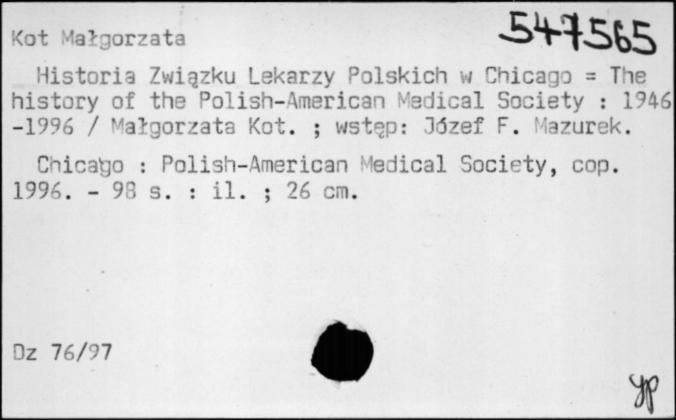 547565
Kot Małgorzata
Historia Związku Lekarzy Polskich w Chicago = The
history of the Polish-American Medical Society : 1946
-1996 / Małgorzata Kot. ; wstęp: Józef F. Mazurek.
Chicago : Polish-American Medical Society, cop.
1996. - 98 s. : il. ; 26 cm.
Dz 76/97
yp